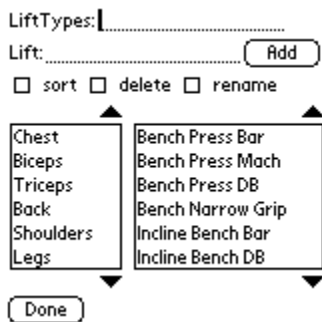 LiftTypes:
Lift: Add
sort delete rename
Chest
Biceps
Triceps
Back
Shoulders
Legs
Bench Press Bar
Bench Press Mach
Bench Press DB
Bench Narrow Grip
Incline Bench Bar
Incline Bench DB
Done